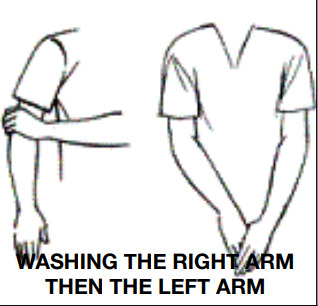 WASHING THE RIGHT ARM
THEN THE LEFT ARM